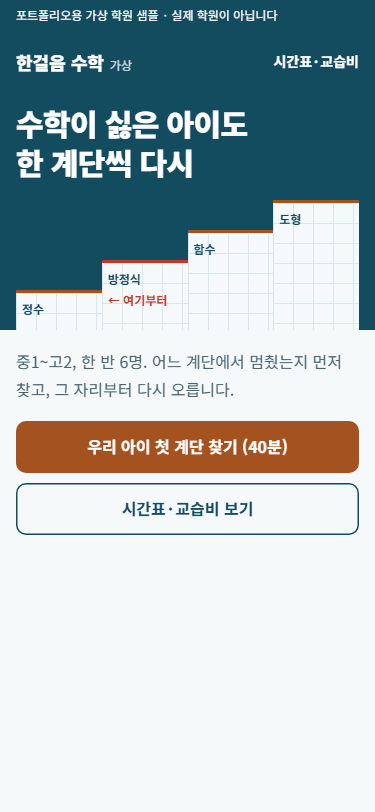 포트폴리오용 가상 학원 샘플 · 실제 학원이 아닙니다
한걸음 수학 가상
시간표·교습비
수학이 싫은 아이도
한 계단씩 다시
도형
함수
방정식
← 여기부터
정수
중1~고2, 한 반 6명. 어느 계단에서 멈췄는지 먼저
찾고, 그 자리부터 다시 오릅니다.
우리 아이 첫 계단 찾기 (40분)
시간표·교습비 보기